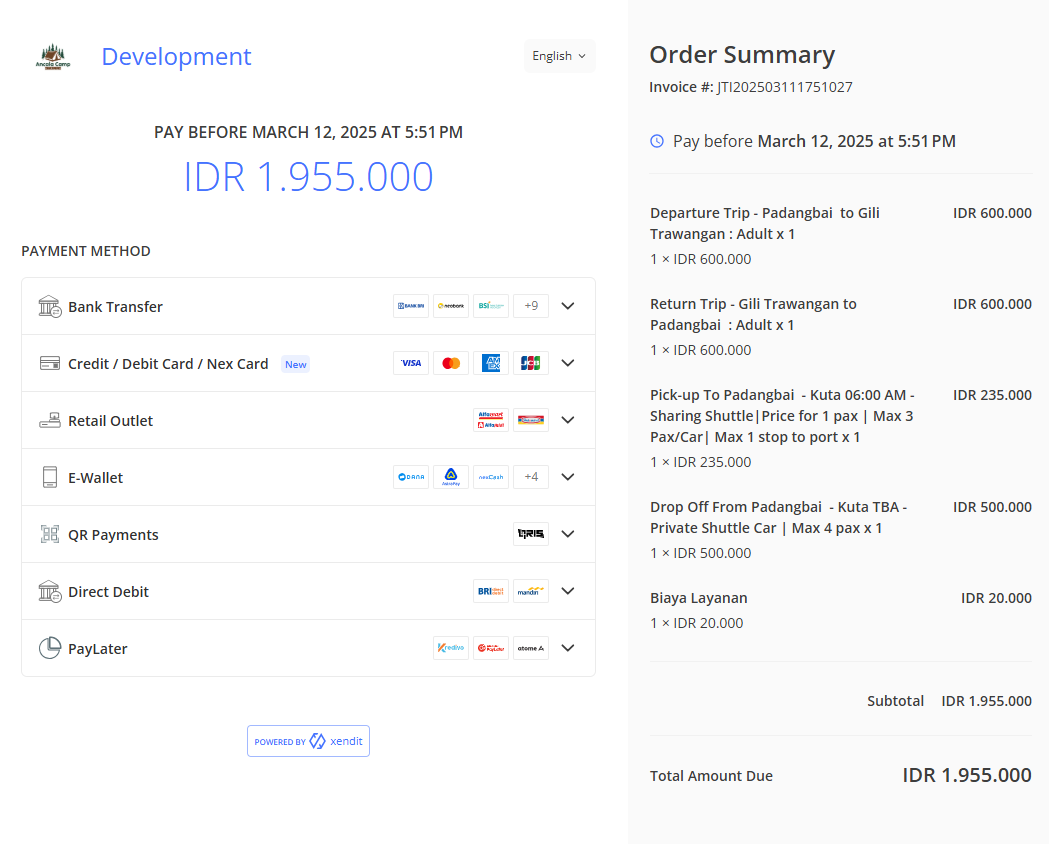 Ancala Camp
Development
English
PAY BEFORE MARCH 12, 2025 AT 5:51 PM
IDR 1.955.000
PAYMENT METHOD
Bank Transfer
BANK BRI
neobank
BSI
+9
Credit / Debit Card / Nex Card
New
VISA
AMEX
JCB
Retail Outlet
Alfamart
Alfamidi
E-Wallet
DANA
AstraPay
nexCash
+4
QR Payments
QRIS
Direct Debit
BRI direct debit
mandiri
PayLater
Kredivo
atome
POWERED BY xendit
Order Summary
Invoice #: JTI202503111751027
Pay before March 12, 2025 at 5:51 PM
Departure Trip - Padangbai to Gili IDR 600.000
Trawangan : Adult x 1
1 × IDR 600.000
Return Trip - Gili Trawangan to IDR 600.000
Padangbai : Adult x 1
1 × IDR 600.000
Pick-up To Padangbai - Kuta 06:00 AM - IDR 235.000
Sharing Shuttle|Price for 1 pax | Max 3
Pax/Car| Max 1 stop to port x 1
1 × IDR 235.000
Drop Off From Padangbai - Kuta TBA - IDR 500.000
Private Shuttle Car | Max 4 pax x 1
1 × IDR 500.000
Biaya Layanan IDR 20.000
1 × IDR 20.000
Subtotal IDR 1.955.000
Total Amount Due IDR 1.955.000